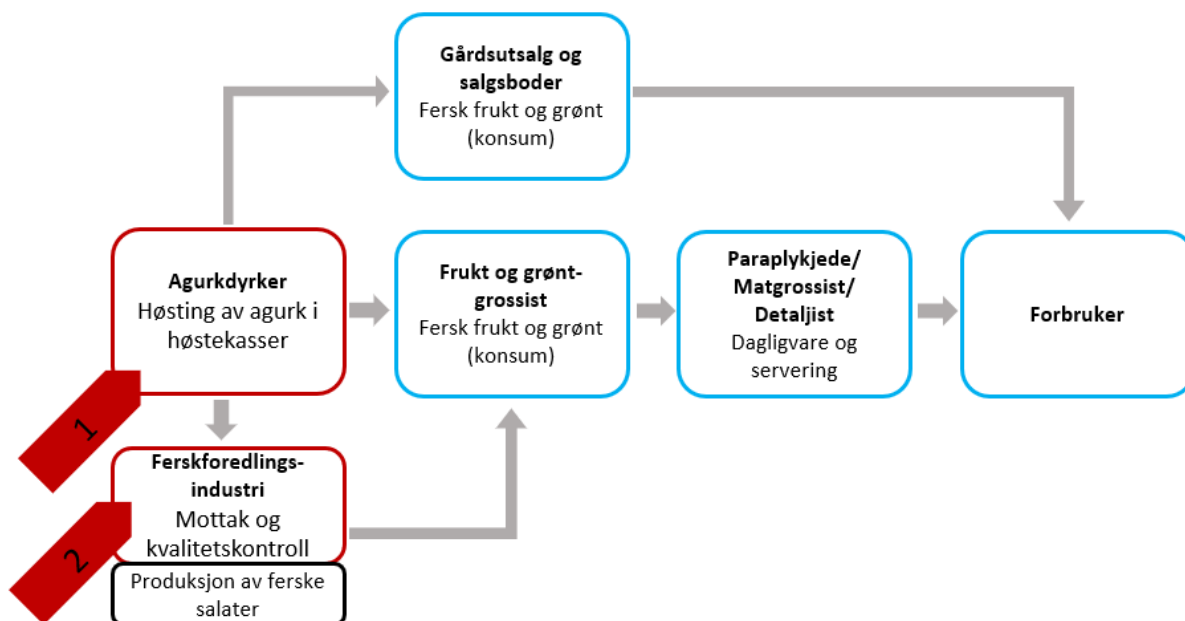 Gårdsutsalg og
salgsboder
Fersk frukt og grønt
(konsum)
Agurkdyrker
Høsting av agurk i
høstekasser
Frukt og grønt-
grossist
Fersk frukt og grønt
(konsum)
Paraplykjede/
Matgrossist/
Detaljist
Dagligvare og
servering
Forbruker
1
Ferskforedlings-
industri
Mottak og
kvalitetskontroll
2
Produksjon av ferske
salater